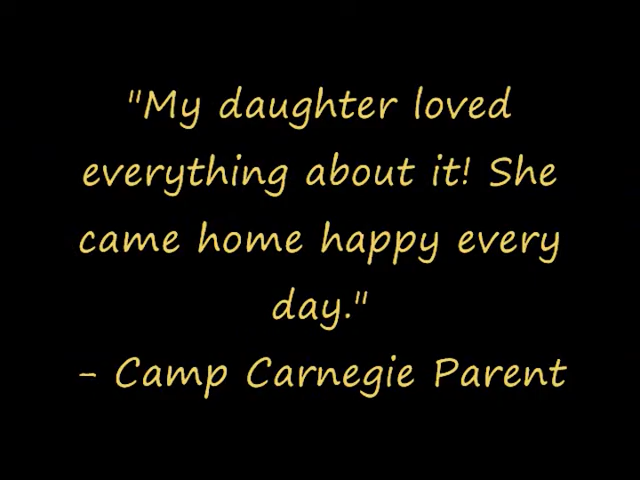 "My daughter loved
everything about it! She
came home happy every
day."
- Camp Carnegie Parent